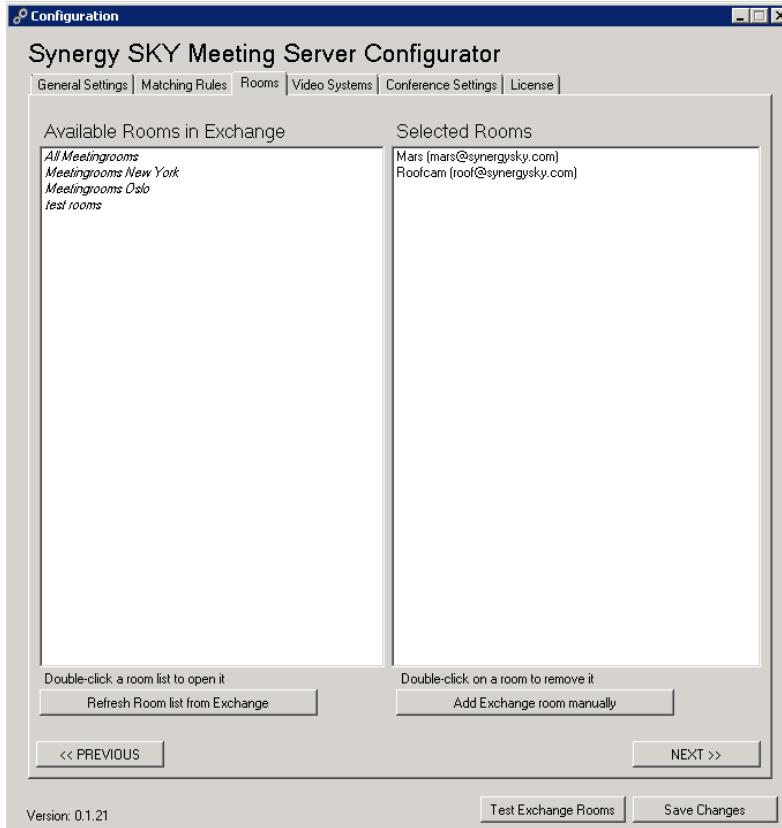 Configuration
Synergy SKY Meeting Server Configurator
General Settings Matching Rules Rooms Video Systems Conference Settings License
Available Rooms in Exchange
All Meetingrooms
Meetingrooms New York
Meetingrooms Oslo
test rooms
Double-click a room list to open it
Refresh Room list from Exchange
Selected Rooms
Mars (mars@synergysky.com)
Roofcam (roof@synergysky.com)
Double-click on a room to remove it
Add Exchange room manually
<< PREVIOUS
NEXT >>
Version: 0.1.21
Test Exchange Rooms
Save Changes